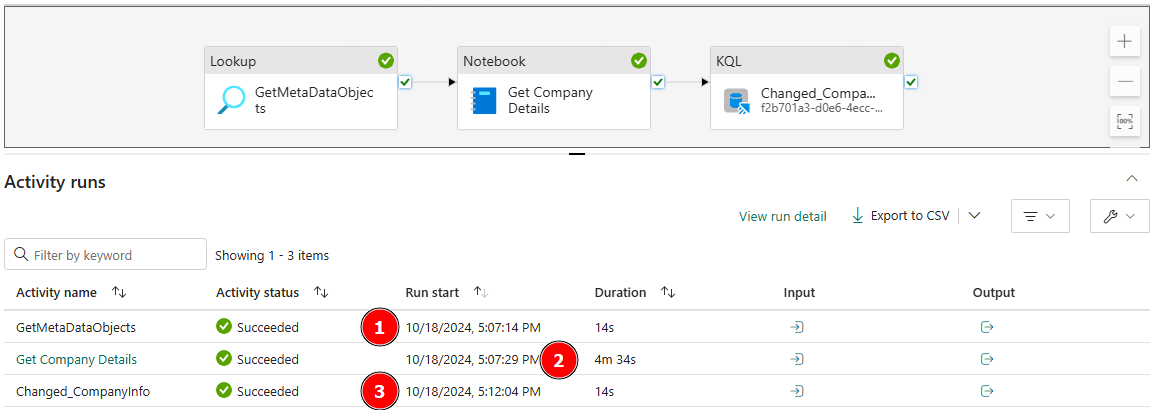 Lookup
GetMetaDataObjec
ts
Notebook
Get Company
Details
KQL
Changed_Compa...
f2b701a3-d0e6-4ecc-...
100%
Activity runs
View run detail
Export to CSV
Filter by keyword
Showing 1 - 3 items
Activity name Activity status Run start Duration Input Output
GetMetaDataObjects Succeeded 1 10/18/2024, 5:07:14 PM 14s
Get Company Details Succeeded 10/18/2024, 5:07:29 PM 2 4m 34s
Changed_CompanyInfo Succeeded 3 10/18/2024, 5:12:04 PM 14s